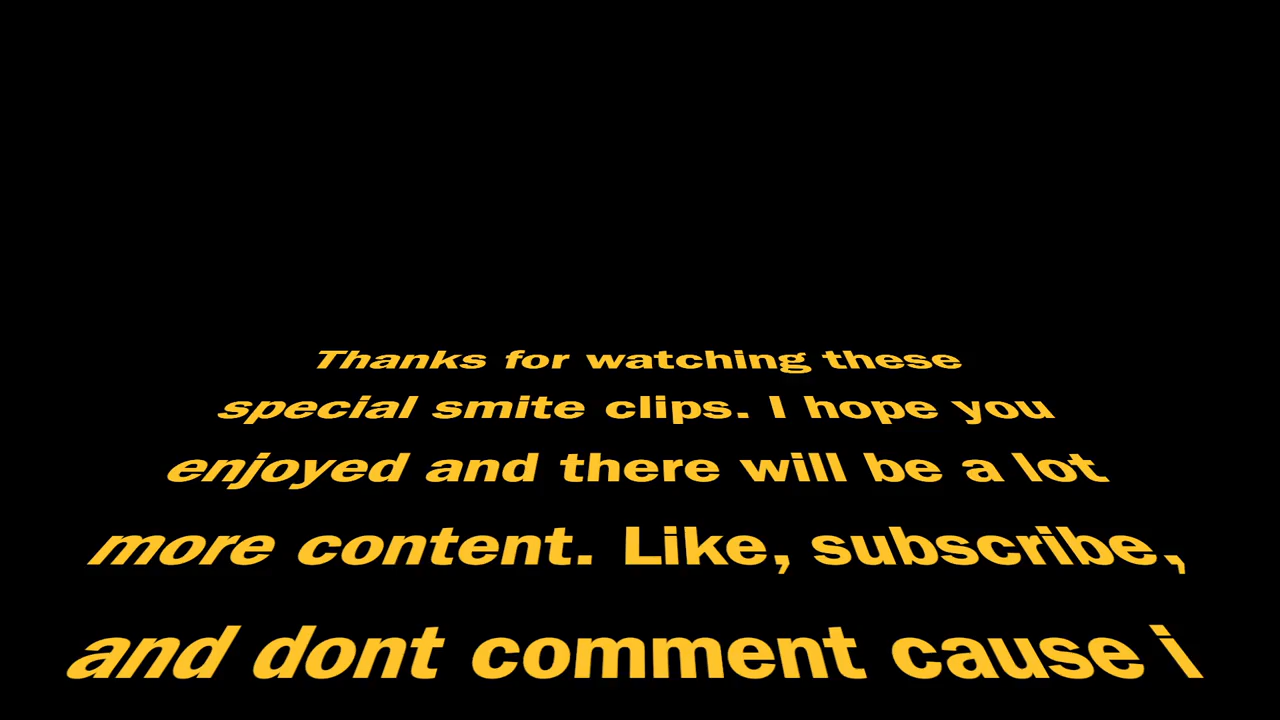 Thanks for watching these
special smite clips. I hope you
enjoyed and there will be a lot
more content. Like, subscribe,
and dont comment cause i